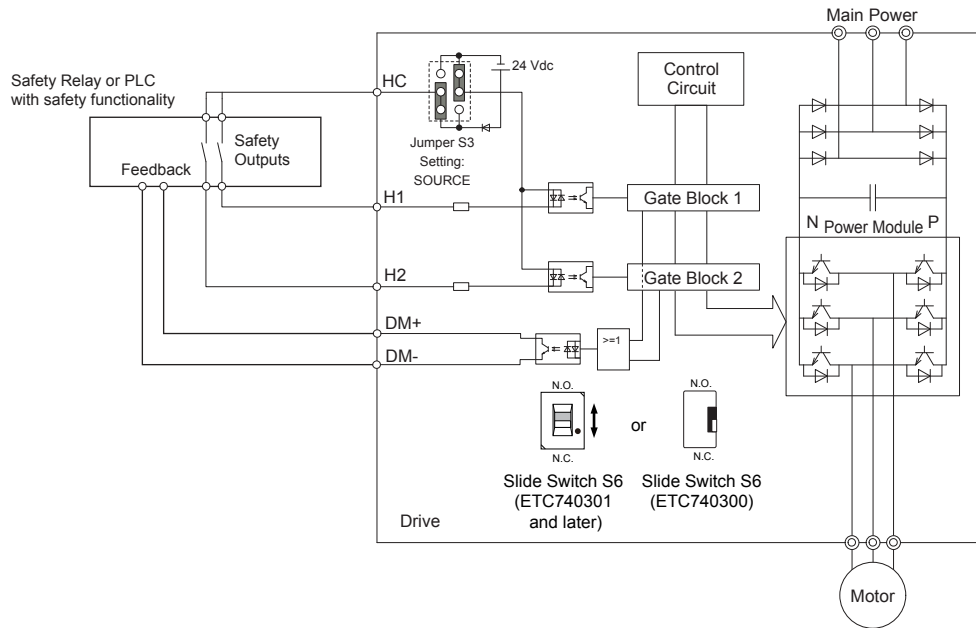 Main Power
Safety Relay or PLC
with safety functionality
HC
24 Vdc
Control
Circuit
Safety
Outputs
Feedback
Jumper S3
Setting:
SOURCE
H1
Gate Block 1
N
Power Module
P
H2
Gate Block 2
DM+
>=1
DM-
N.O.
N.O.
or
N.C.
N.C.
Slide Switch S6
(ETC740301
and later)
Slide Switch S6
(ETC740300)
Drive
Motor